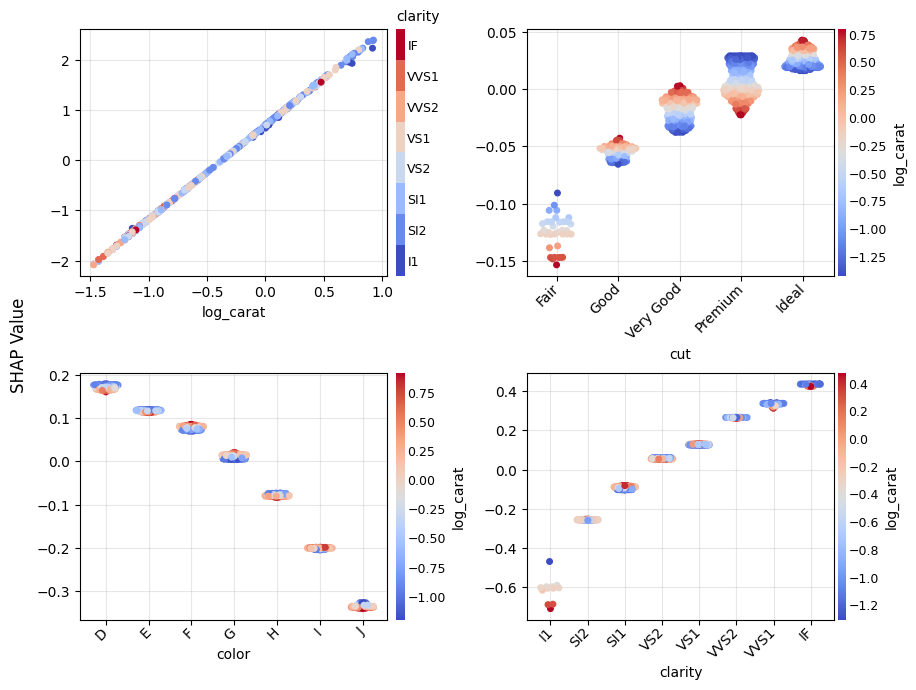 clarity
IF
VVS1
VVS2
VS1
VS2
SI1
SI2
I1
2
1
0
−1
−2
−1.5
−1.0
−0.5
0.0
0.5
1.0
log_carat
0.05
0.00
−0.05
−0.10
−0.15
Fair
Good
Very Good
Premium
Ideal
cut
0.75
0.50
0.25
0.00
−0.25
−0.50
−0.75
−1.00
−1.25
log_carat
SHAP Value
0.2
0.1
0.0
−0.1
−0.2
−0.3
D
E
F
G
H
I
J
color
0.75
0.50
0.25
0.00
−0.25
−0.50
−0.75
−1.00
log_carat
0.4
0.2
0.0
−0.2
−0.4
−0.6
I1
SI2
SI1
VS2
VS1
VVS2
VVS1
IF
clarity
0.4
0.2
0.0
−0.2
−0.4
−0.6
−0.8
−1.0
−1.2
log_carat